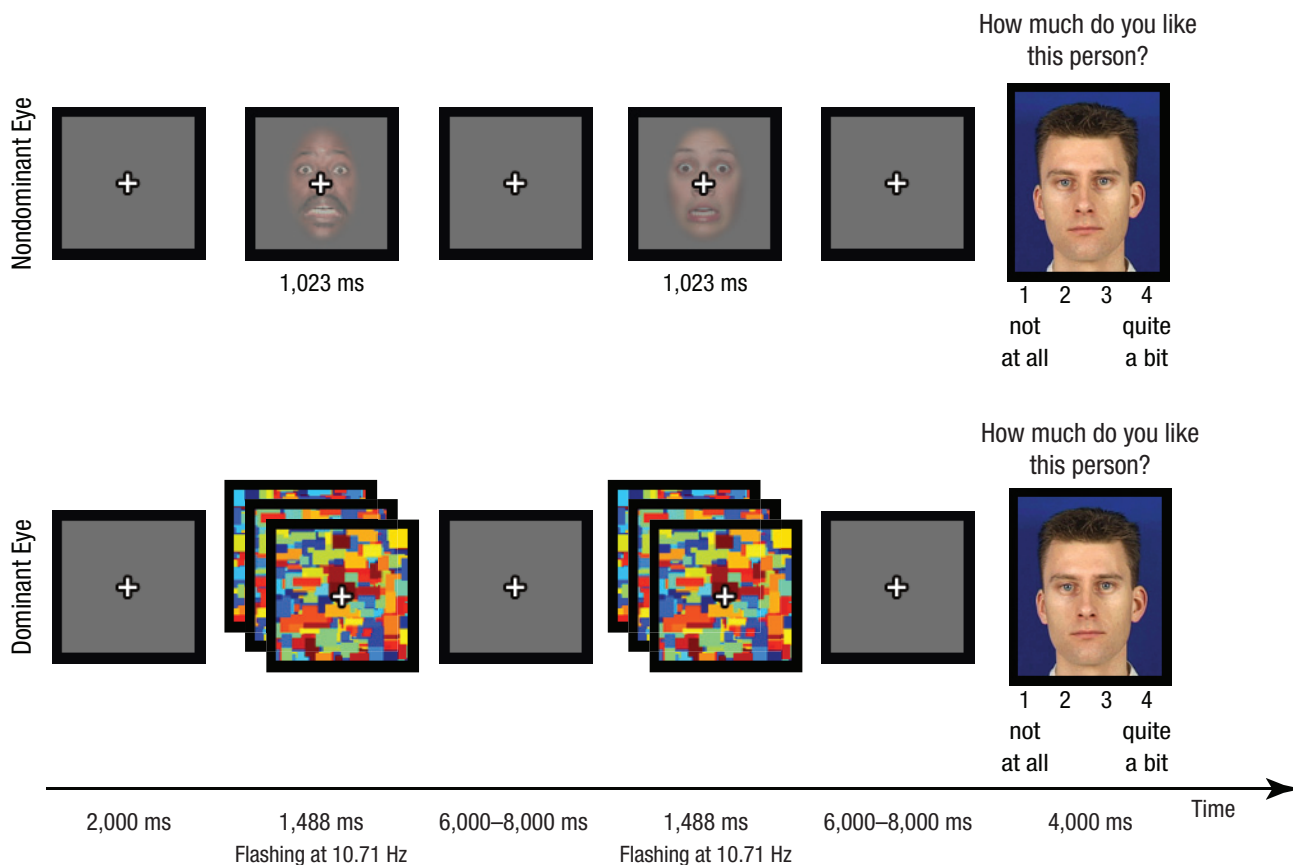 How much do you like
this person?
Nondominant Eye
1,023 ms
1,023 ms
1 2 3 4
not quite
at all a bit
How much do you like
this person?
Dominant Eye
1 2 3 4
not quite
at all a bit
Time
2,000 ms 1,488 ms 6,000–8,000 ms 1,488 ms 6,000–8,000 ms 4,000 ms
Flashing at 10.71 Hz Flashing at 10.71 Hz